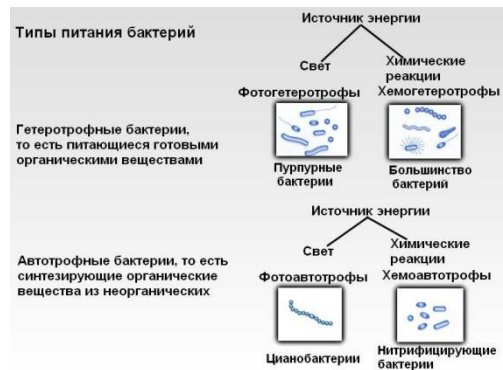 Типы питания бактерий
Источник энергии
Свет
Химические
реакции
Фотогетеротрофы
Хемогетеротрофы
Гетеротрофные бактерии,
то есть питающиеся готовыми
органическими веществами
Пурпурные
бактерии
Большинство
бактерий
Источник энергии
Свет
Химические
реакции
Автотрофные бактерии, то есть
синтезирующие органические
вещества из неорганических
Фотоавтотрофы
Хемоавтотрофы
Цианобактерии
Нитрифицирующие
бактерии